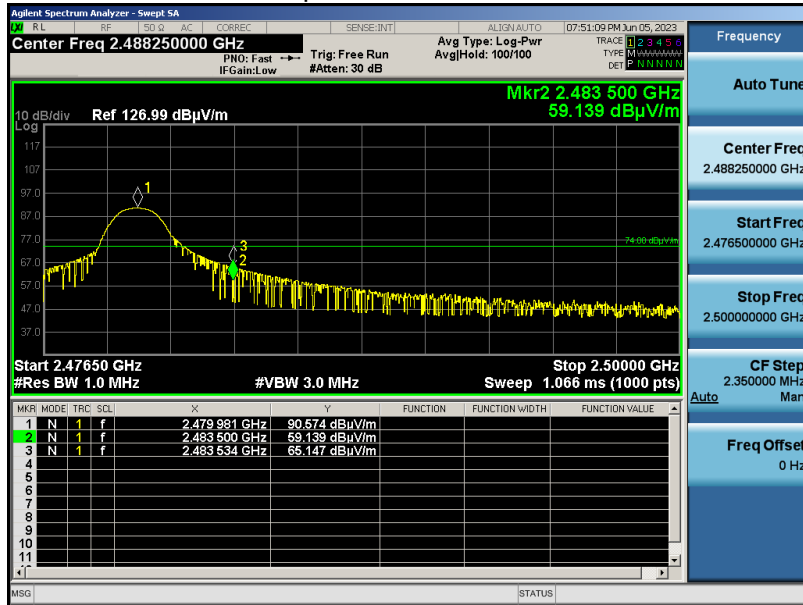 Agilent Spectrum Analyzer - Swept SA
LXI RL RF 50 Ω AC CORREC SENSE:INT ALIGN AUTO 07:51:09 PM Jun 05, 2023
Center Freq 2.488250000 GHz
PNO: Fast
IFGain:Low
Trig: Free Run
#Atten: 30 dB
Avg Type: Log-Pwr
Avg|Hold: 100/100
TRACE 1 2 3 4 5 6
TYPE M
DET P N N N N N
Mkr2 2.483 500 GHz
59.139 dBµV/m
10 dB/div Ref 126.99 dBµV/m
Log
117
107
97.0
87.0
77.0
67.0
57.0
47.0
37.0
1
3
2
74.00 dBµV/m
Start 2.47650 GHz Stop 2.50000 GHz
#Res BW 1.0 MHz #VBW 3.0 MHz Sweep 1.066 ms (1000 pts)
MKR MODE TRC SCL X Y FUNCTION FUNCTION WIDTH FUNCTION VALUE
1 N 1 f 2.479 981 GHz 90.574 dBµV/m
2 N 1 f 2.483 500 GHz 59.139 dBµV/m
3 N 1 f 2.483 534 GHz 65.147 dBµV/m
4
5
6
7
8
9
10
11
MSG STATUS
Frequency
Auto Tune
Center Freq
2.488250000 GHz
Start Freq
2.476500000 GHz
Stop Freq
2.500000000 GHz
CF Step
2.350000 MHz
Auto Man
Freq Offset
0 Hz